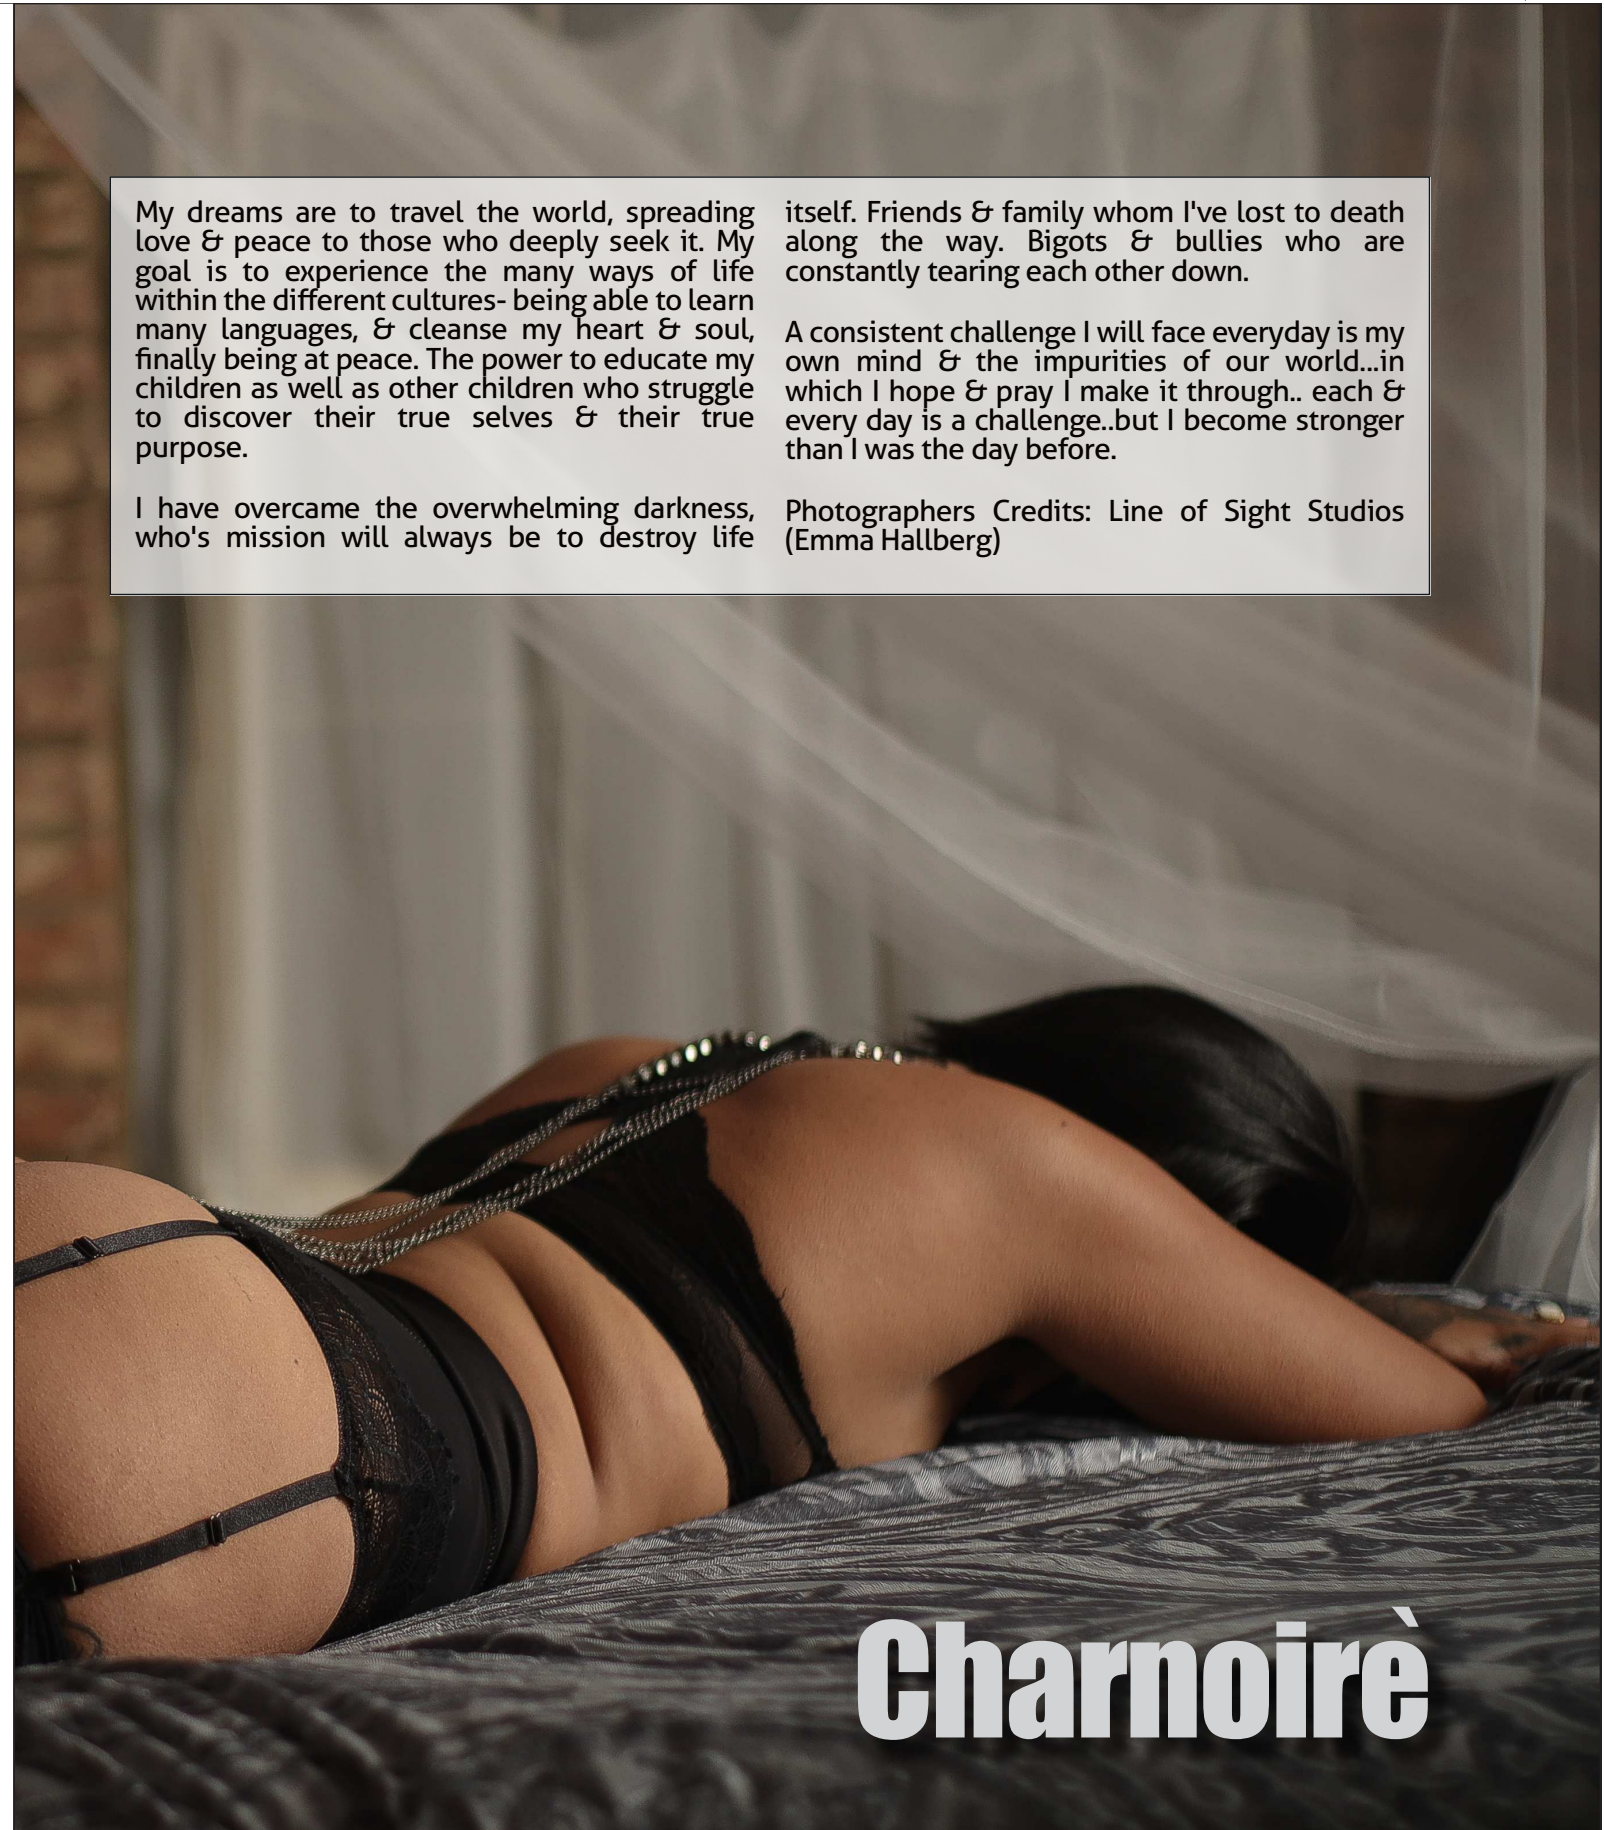 My dreams are to travel the world, spreading
love & peace to those who deeply seek it. My
goal is to experience the many ways of life
within the different cultures- being able to learn
many languages, & cleanse my heart & soul,
finally being at peace. The power to educate my
children as well as other children who struggle
to discover their true selves & their true
purpose.
I have overcame the overwhelming darkness,
who's mission will always be to destroy life
itself. Friends & family whom I've lost to death
along the way. Bigots & bullies who are
constantly tearing each other down.
A consistent challenge I will face everyday is my
own mind & the impurities of our world...in
which I hope & pray I make it through.. each &
every day is a challenge..but I become stronger
than I was the day before.
Photographers Credits: Line of Sight Studios
(Emma Hallberg)
Charnoirè